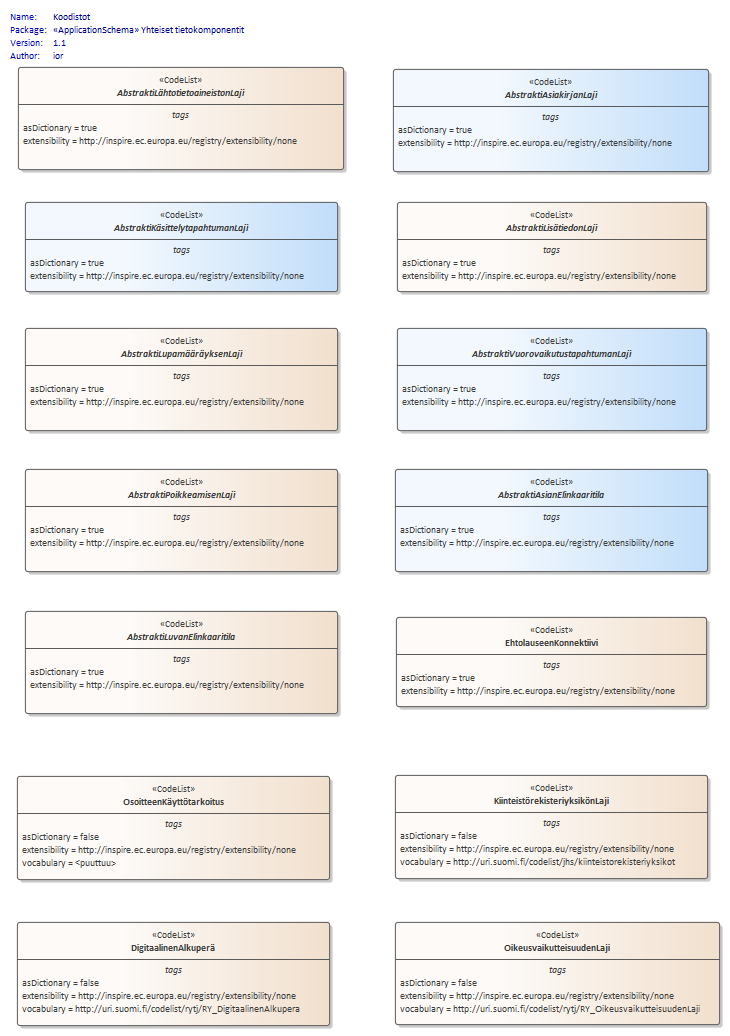 Name: Koodistot
Package: «ApplicationSchema» Yhteiset tietokomponentit
Version: 1.1
Author: ior
«CodeList»
AbstraktiLähtotietoaineistonLaji
tags
asDictionary = true
extensibility = http://inspire.ec.europa.eu/registry/extensibility/none
«CodeList»
AbstraktiAsiakirjanLaji
tags
asDictionary = true
extensibility = http://inspire.ec.europa.eu/registry/extensibility/none
«CodeList»
AbstraktiKäsittelytapahtumanLaji
tags
asDictionary = true
extensibility = http://inspire.ec.europa.eu/registry/extensibility/none
«CodeList»
AbstraktiLisätiedonLaji
tags
asDictionary = true
extensibility = http://inspire.ec.europa.eu/registry/extensibility/none
«CodeList»
AbstraktiLupamääräyksenLaji
tags
asDictionary = true
extensibility = http://inspire.ec.europa.eu/registry/extensibility/none
«CodeList»
AbstraktiVuorovaikutustapahtumanLaji
tags
asDictionary = true
extensibility = http://inspire.ec.europa.eu/registry/extensibility/none
«CodeList»
AbstraktiPoikkeamisenLaji
tags
asDictionary = true
extensibility = http://inspire.ec.europa.eu/registry/extensibility/none
«CodeList»
AbstraktiAsianElinkaaritila
tags
asDictionary = true
extensibility = http://inspire.ec.europa.eu/registry/extensibility/none
«CodeList»
AbstraktiLuvanElinkaaritila
tags
asDictionary = true
extensibility = http://inspire.ec.europa.eu/registry/extensibility/none
«CodeList»
EhtolauseenKonnektiivi
tags
asDictionary = true
extensibility = http://inspire.ec.europa.eu/registry/extensibility/none
«CodeList»
OsoitteenKäyttötarkoitus
tags
asDictionary = false
extensibility = http://inspire.ec.europa.eu/registry/extensibility/none
vocabulary = <puuttuu>
«CodeList»
KiinteistörekisteriyksikönLaji
tags
asDictionary = false
extensibility = http://inspire.ec.europa.eu/registry/extensibility/none
vocabulary = http://uri.suomi.fi/codelist/jhs/kiinteistorekisteriyksikot
«CodeList»
DigitaalinenAlkuperä
tags
asDictionary = false
extensibility = http://inspire.ec.europa.eu/registry/extensibility/none
vocabulary = http://uri.suomi.fi/codelist/rytj/RY_DigitaalinenAlkupera
«CodeList»
OikeusvaikutteisuudenLaji
tags
asDictionary = false
extensibility = http://inspire.ec.europa.eu/registry/extensibility/none
vocabulary = http://uri.suomi.fi/codelist/rytj/RY_OikeusvaikutteisuudenLaji